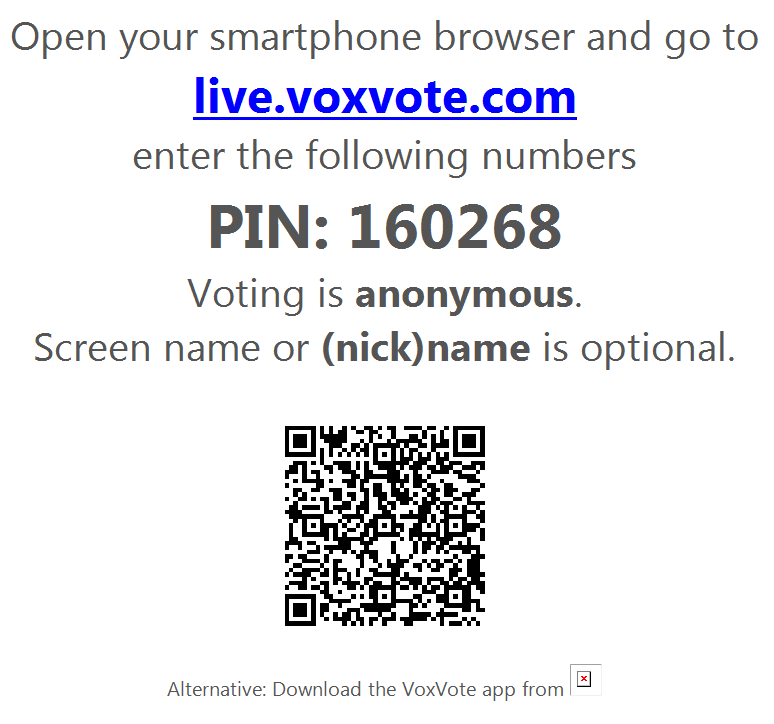 Open your smartphone browser and go to
live.voxvote.com
enter the following numbers
PIN: 160268
Voting is anonymous.
Screen name or (nick)name is optional.
Alternative: Download the VoxVote app from